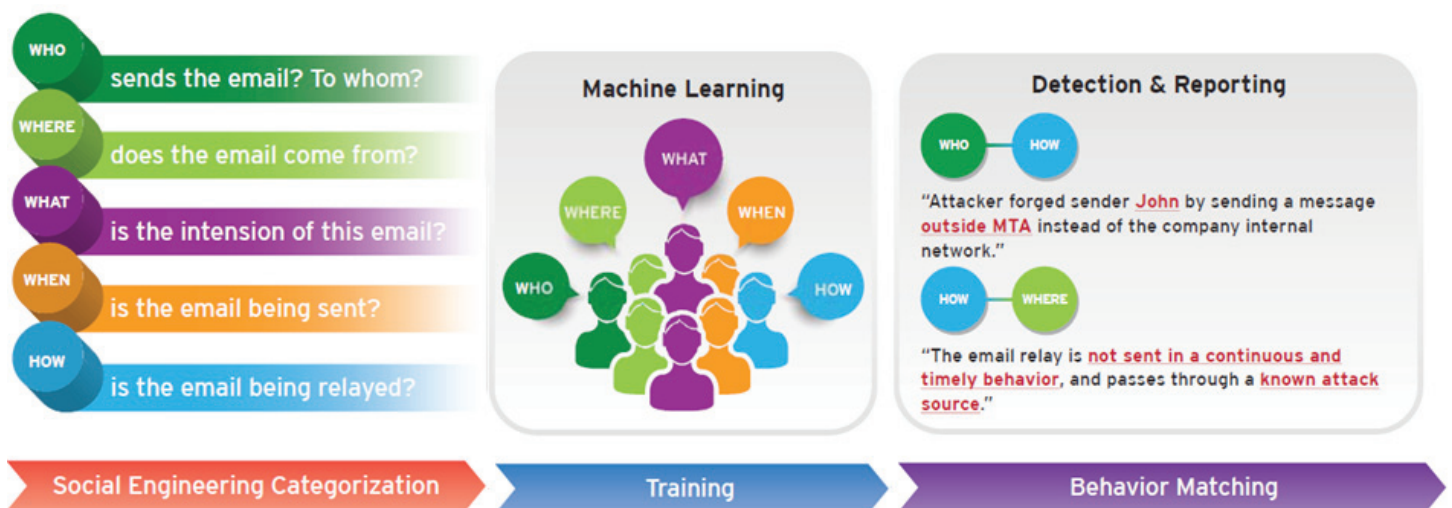 WHO
sends the email? To whom?
WHERE
does the email come from?
WHAT
is the intension of this email?
WHEN
is the email being sent?
HOW
is the email being relayed?
Machine Learning
WHAT
WHERE
WHEN
WHO
HOW
Detection & Reporting
WHO
HOW
“Attacker forged sender John by sending a message
outside MTA instead of the company internal
network.”
HOW
WHERE
“The email relay is not sent in a continuous and
timely behavior, and passes through a known attack
source.”
Social Engineering Categorization
Training
Behavior Matching